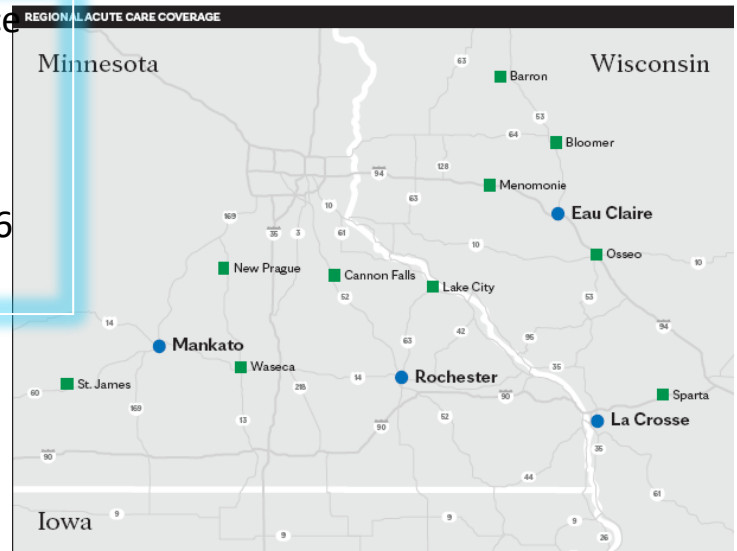 REGIONAL ACUTE CARE COVERAGE
Minnesota
Wisconsin
63
Barron
53
64
Bloomer
128
94
Menomonie
63
10
169
Eau Claire
35
3
61
10
Osseo
10
New Prague
Cannon Falls
52
Lake City
53
14
42
95
94
Mankato
63
Waseca
35
St. James
60
218
14
Rochester
90
Sparta
169
13
90
52
La Crosse
90
35
44
61
Iowa
9
9
9
9
26